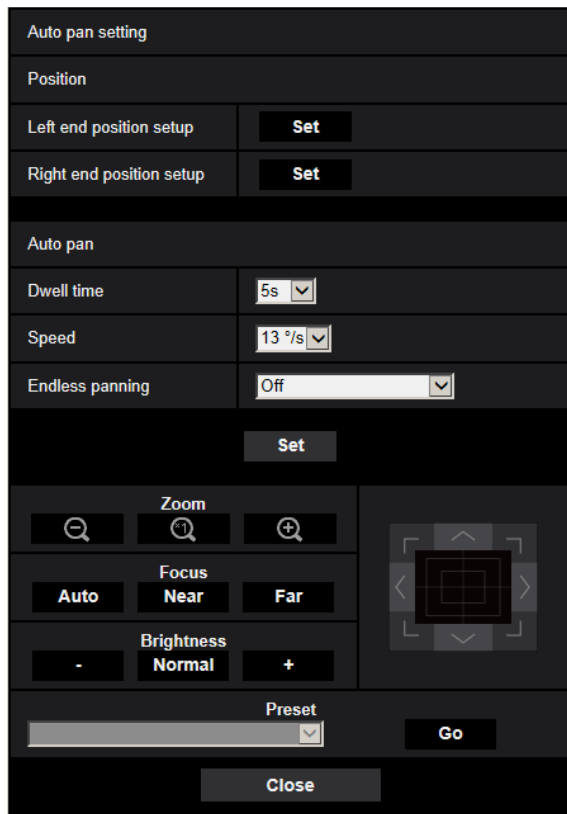 Auto pan setting
Position
Left end position setup Set
Right end position setup Set
Auto pan
Dwell time 5s
Speed 13 °/s
Endless panning Off
Set
Zoom
×1
Focus
Auto Near Far
Brightness
- Normal +
Preset
Go
Close